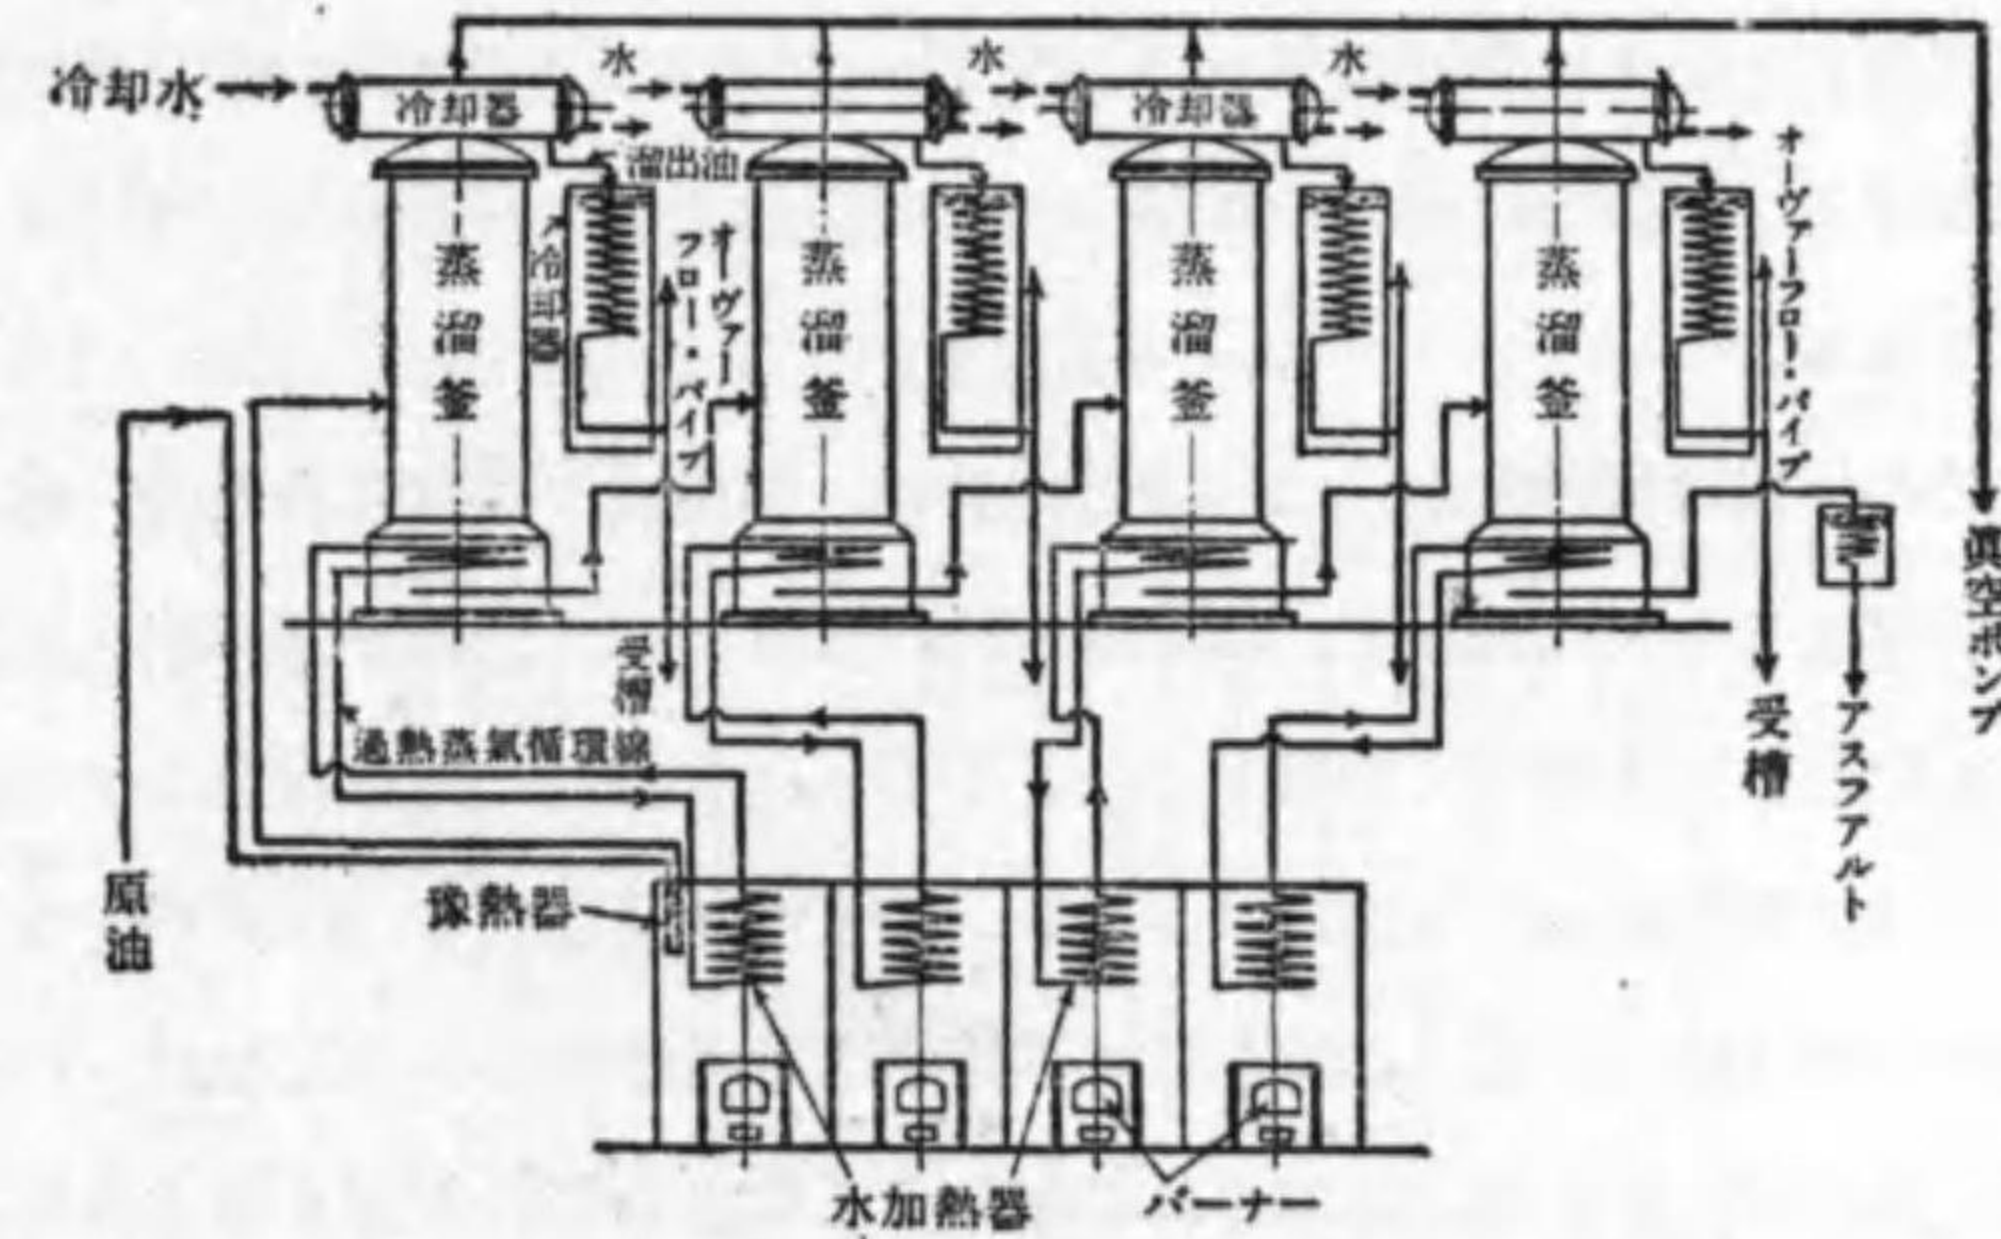 冷却水
水
水
水
冷却器
冷却器
溜出油
冷却器
オーヴァー
フロー・パイプ
オーヴァーフロー・パイプ
蒸溜釜
蒸溜釜
蒸溜釜
蒸溜釜
眞空ポンプ
受槽
受槽
アスフアルト
過熱蒸氣循環線
原油
豫熱器
水加熱器
バーナー